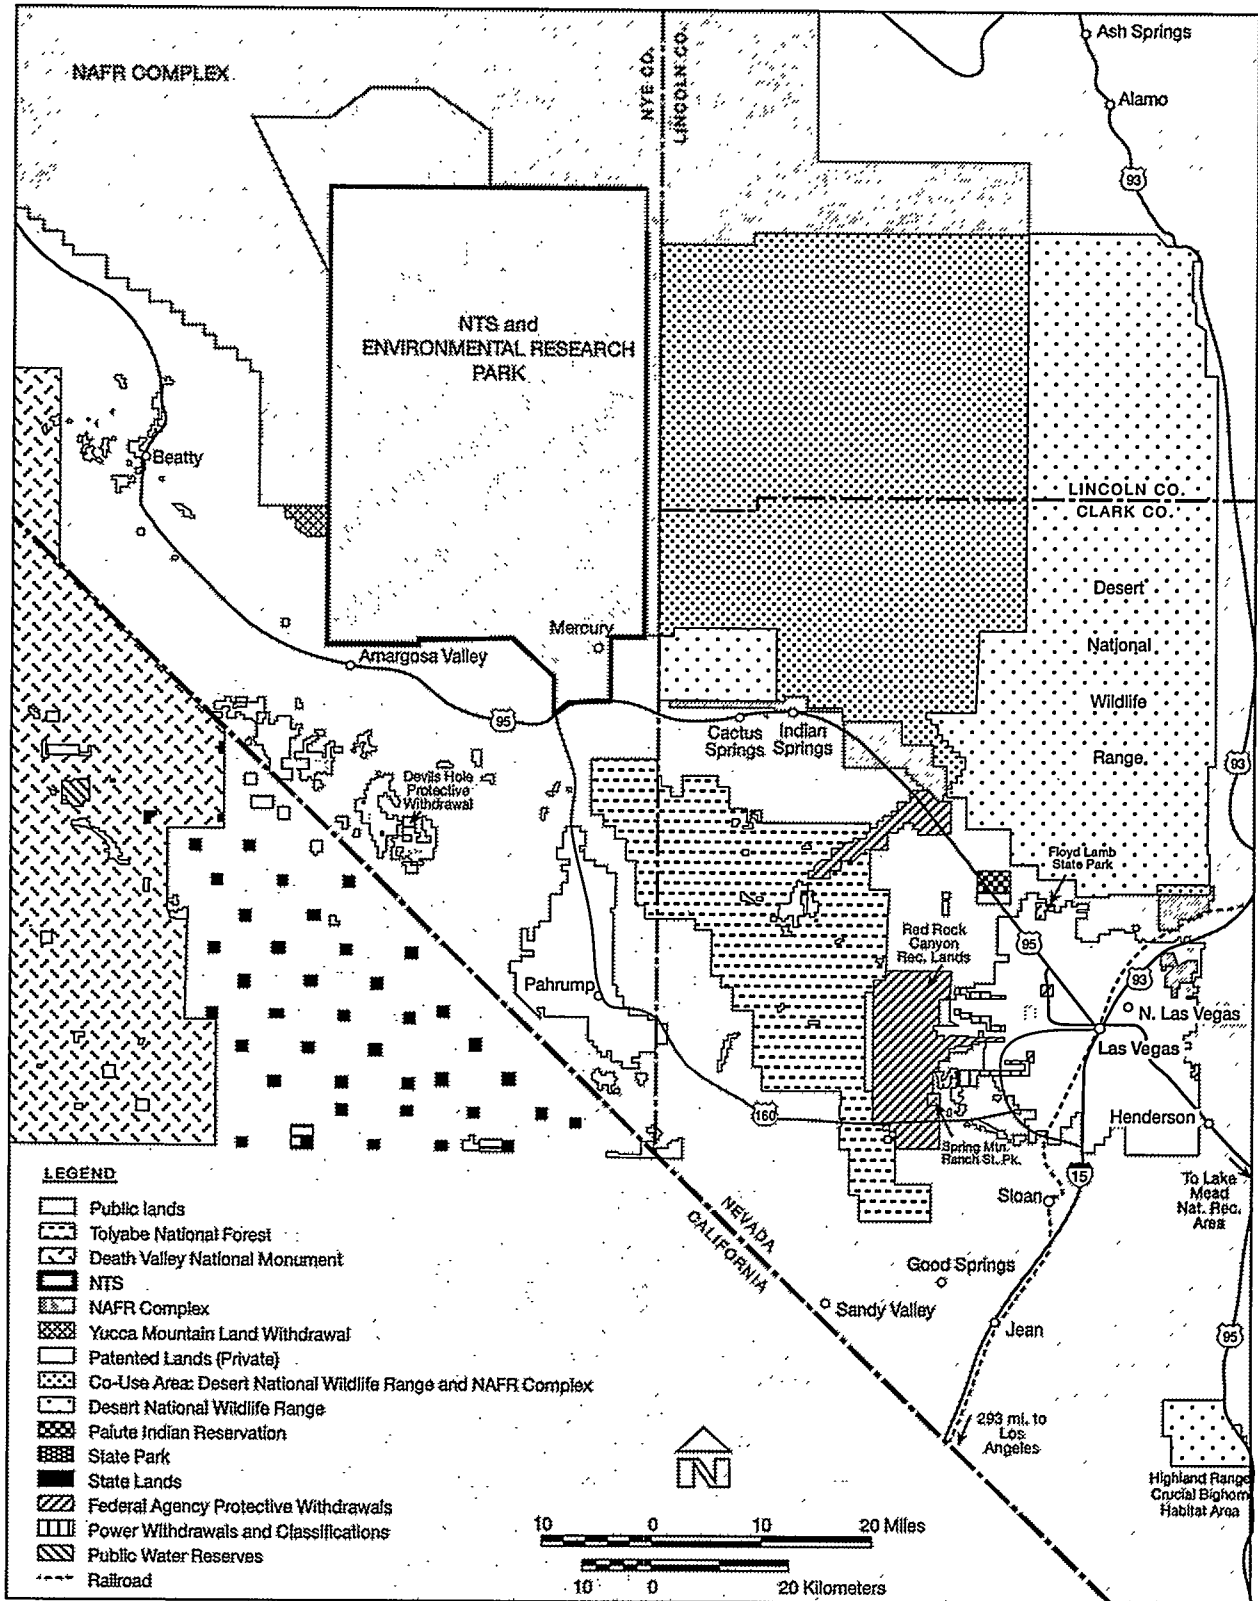 Ash Springs
NAFR COMPLEX
NYE CO.
LINCOLN CO.
Alamo
93
NTS and
ENVIRONMENTAL RESEARCH
PARK
Beatty
LINCOLN CO.
CLARK CO.
Desert
National
Wildlife
Range
Mercury
Amargosa Valley
95
Cactus
Springs
Indian
Springs
93
Devils Hole
Protective
Withdrawal
Floyd Lamb
State Park
Red Rock
Canyon
Rec. Lands
95
93
Pahrump
N. Las Vegas
Las Vegas
160
Henderson
Spring Mtn.
Ranch St. Pk.
15
To Lake
Mead
Nat. Rec.
Area
Sloan
NEVADA
CALIFORNIA
Good Springs
Sandy Valley
Jean
95
293 mi. to
Los
Angeles
Highland Range
Crucial Bighorn
Habitat Area
LEGEND
Public lands
Toiyabe National Forest
Death Valley National Monument
NTS
NAFR Complex
Yucca Mountain Land Withdrawal
Patented Lands (Private)
Co-Use Area: Desert National Wildlife Range and NAFR Complex
Desert National Wildlife Range
Paiute Indian Reservation
State Park
State Lands
Federal Agency Protective Withdrawals
Power Withdrawals and Classifications
Public Water Reserves
Railroad
N
10 0 10 20 Miles
10 0 20 Kilometers